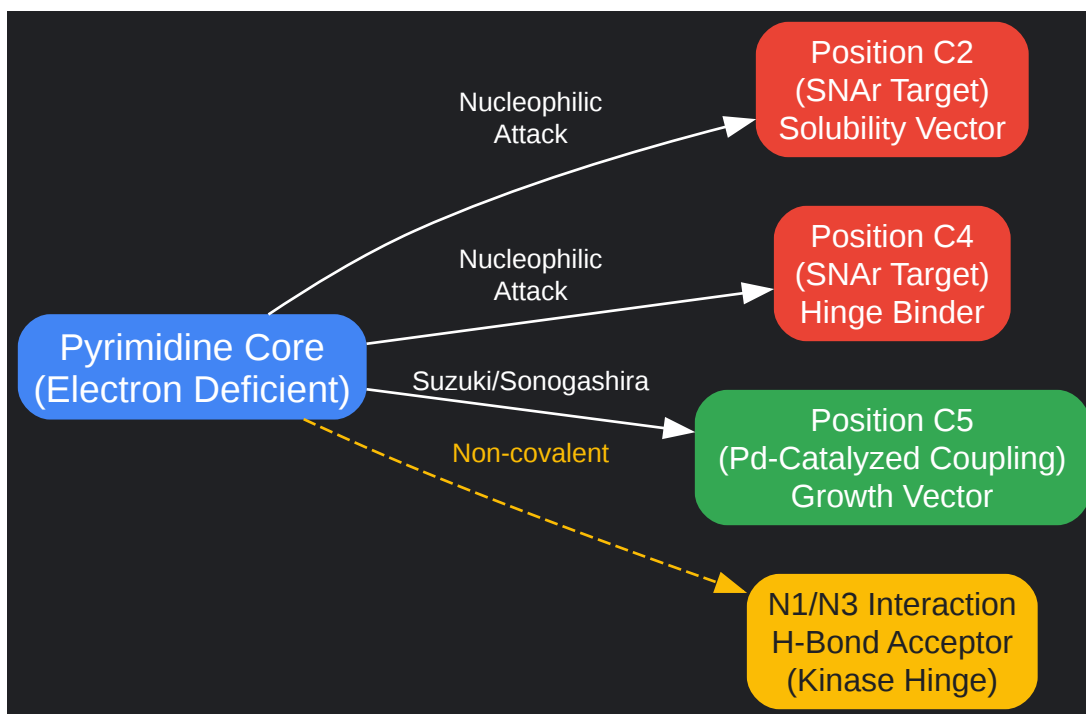 Position C2
(SNAr Target)
Solubility Vector
Nucleophilic
Attack
Position C4
(SNAr Target)
Hinge Binder
Nucleophilic
Attack
Pyrimidine Core
(Electron Deficient)
Suzuki/Sonogashira
Position C5
(Pd-Catalyzed Coupling)
Growth Vector
Non-covalent
N1/N3 Interaction
H-Bond Acceptor
(Kinase Hinge)